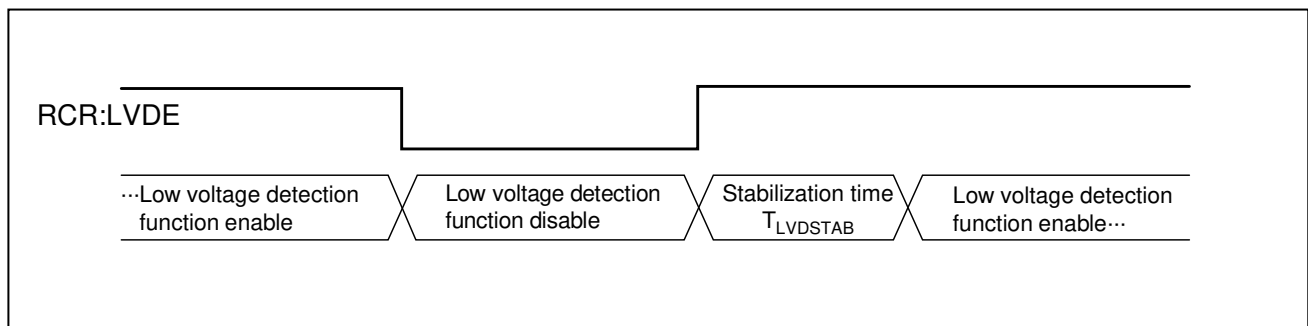 RCR:LVDE
···Low voltage detection
function enable
Low voltage detection
function disable
Stabilization time
TLVDSTAB
Low voltage detection
function enable···